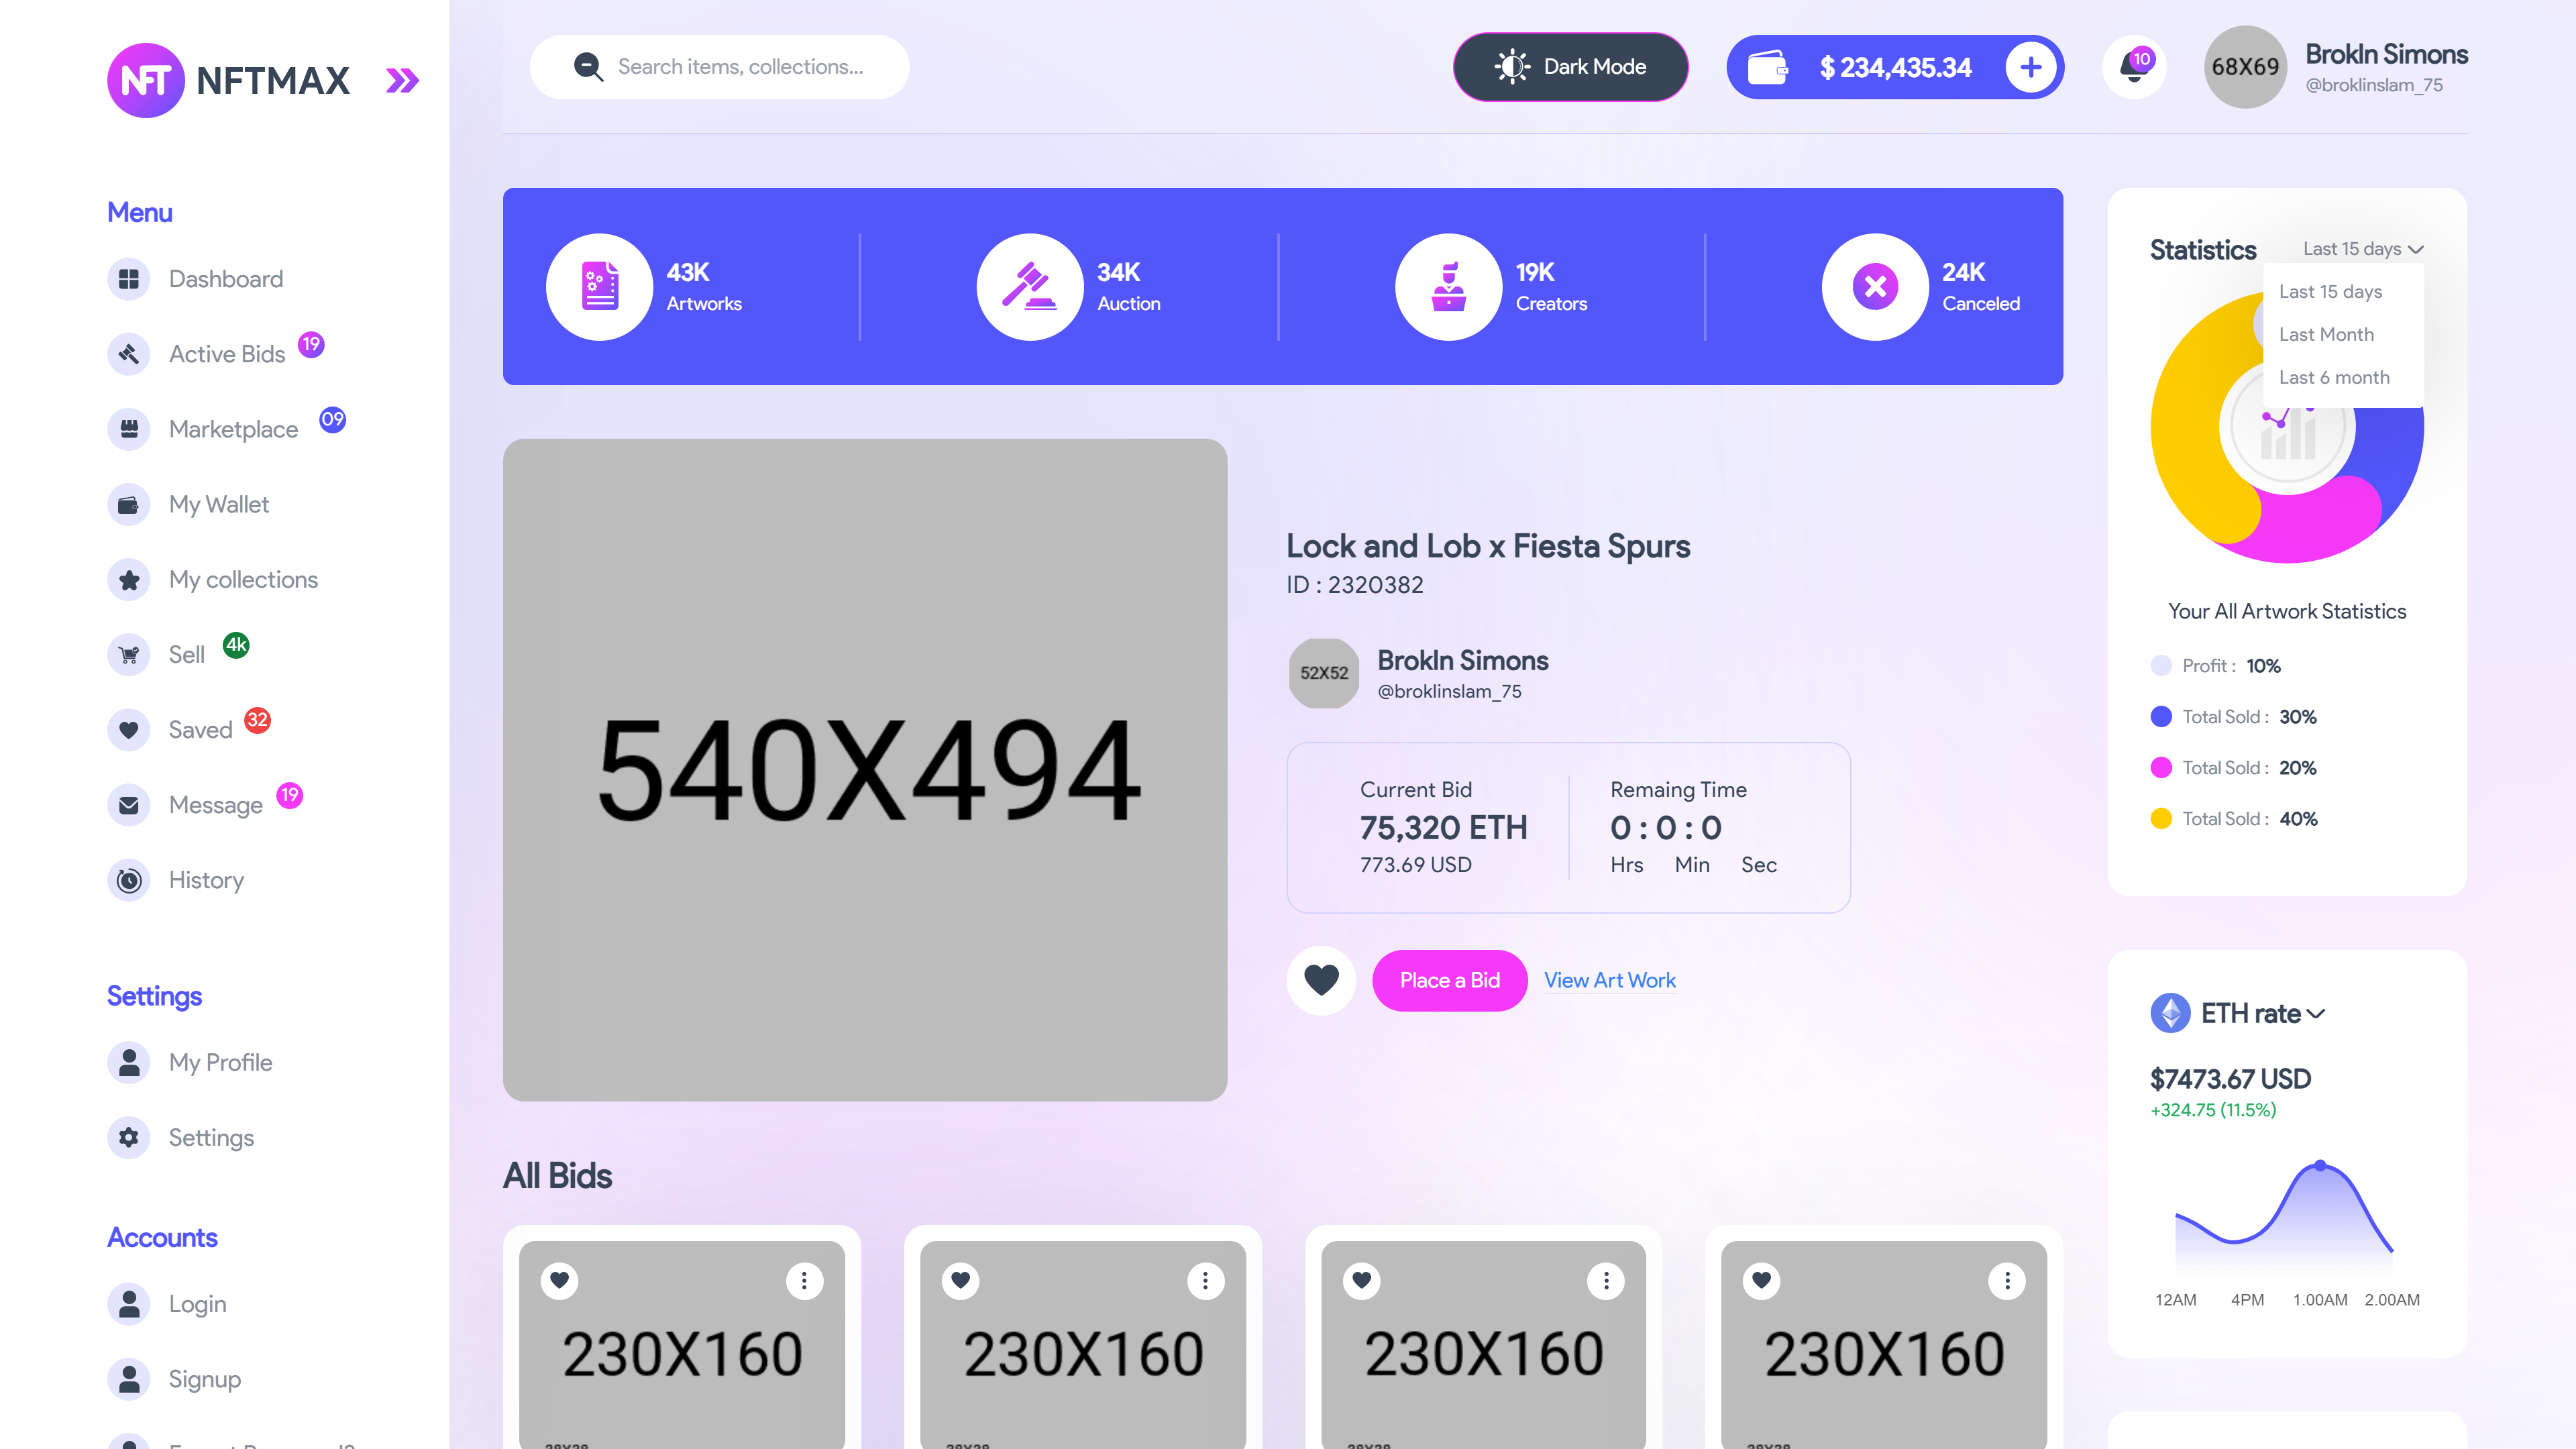 NFT NFTMAX
Menu
Dashboard
Active Bids 19
Marketplace 09
My Wallet
My collections
Sell 4k
Saved 32
Message 19
History
Settings
My Profile
Settings
Accounts
Login
Signup
Search items, collections...
Dark Mode
$ 234,435.34
10
68X69
Brokln Simons
@broklinslam_75
43K
Artworks
34K
Auction
19K
Creators
24K
Canceled
540X494
Lock and Lob x Fiesta Spurs
ID : 2320382
52X52
Brokln Simons
@broklinslam_75
Current Bid
75,320 ETH
773.69 USD
Remaing Time
0 : 0 : 0
Hrs Min Sec
Place a Bid
View Art Work
All Bids
230X160
230X160
230X160
230X160
Statistics
Last 15 days
Last 15 days
Last Month
Last 6 month
Your All Artwork Statistics
Profit : 10%
Total Sold : 30%
Total Sold : 20%
Total Sold : 40%
ETH rate
$7473.67 USD
+324.75 (11.5%)
12AM 4PM 1.00AM 2.00AM